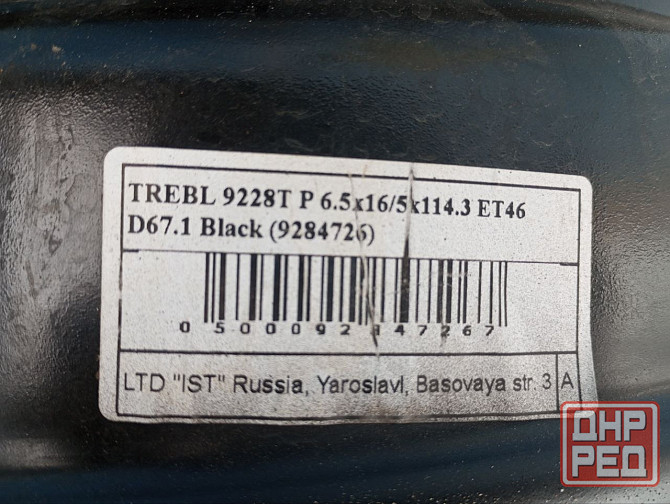 TREBL 9228T P 6.5x16/5x114.3 ET46
D67.1 Black (9284726)
0 500092 847267
LTD "IST" Russia, Yaroslavl, Basovaya str. 3 A
ДНР
РЕД